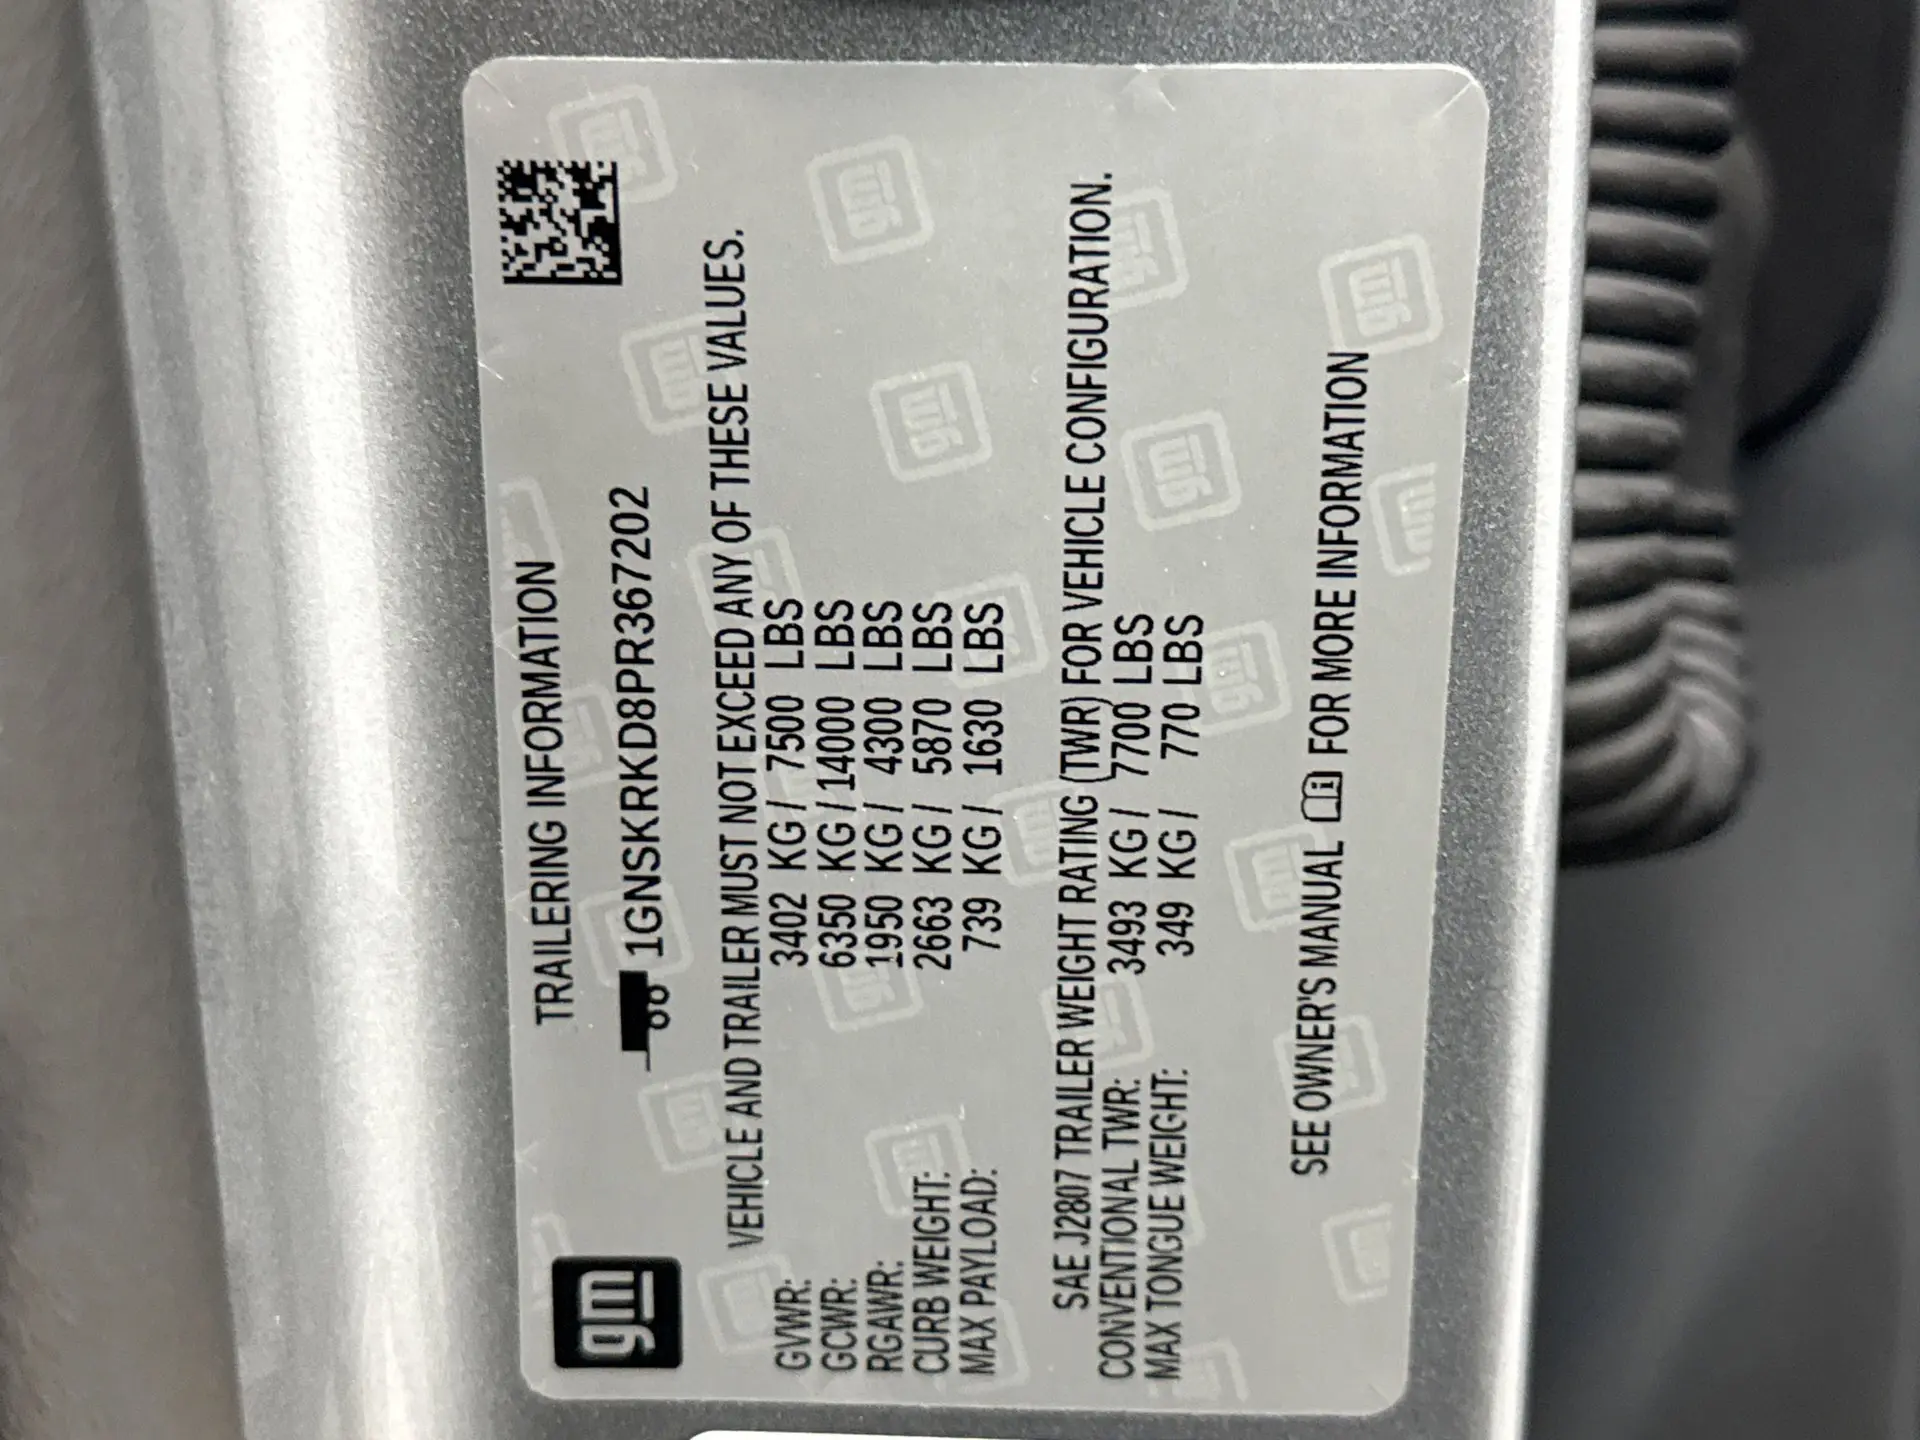 gm
TRAILERING INFORMATION
1GNSKRKD8PR367202
VEHICLE AND TRAILER MUST NOT EXCEED ANY OF THESE VALUES.
GVWR: 3402 KG / 7500 LBS
GCWR: 6350 KG / 14000 LBS
RGAWR: 1950 KG / 4300 LBS
CURB WEIGHT: 2663 KG / 5870 LBS
MAX PAYLOAD: 739 KG / 1630 LBS
SAE J2807 TRAILER WEIGHT RATING (TWR) FOR VEHICLE CONFIGURATION.
CONVENTIONAL TWR: 3493 KG / 7700 LBS
MAX TONGUE WEIGHT: 349 KG / 770 LBS
SEE OWNER'S MANUAL FOR MORE INFORMATION